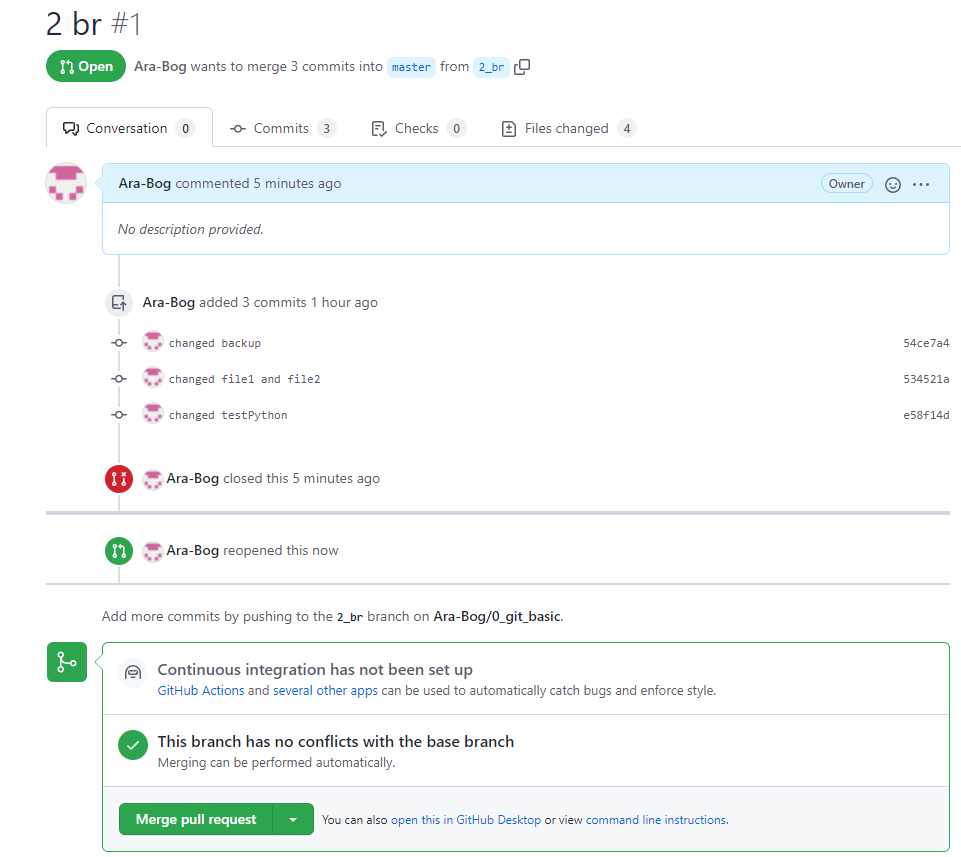 2 br #1
Open Ara-Bog wants to merge 3 commits into master from 2_br
Conversation 0 Commits 3 Checks 0 Files changed 4
Ara-Bog commented 5 minutes ago Owner
No description provided.
Ara-Bog added 3 commits 1 hour ago
changed backup 54ce7a4
changed file1 and file2 534521a
changed testPython e58f14d
Ara-Bog closed this 5 minutes ago
Ara-Bog reopened this now
Add more commits by pushing to the 2_br branch on Ara-Bog/0_git_basic.
Continuous integration has not been set up
GitHub Actions and several other apps can be used to automatically catch bugs and enforce style.
This branch has no conflicts with the base branch
Merging can be performed automatically.
Merge pull request You can also open this in GitHub Desktop or view command line instructions.